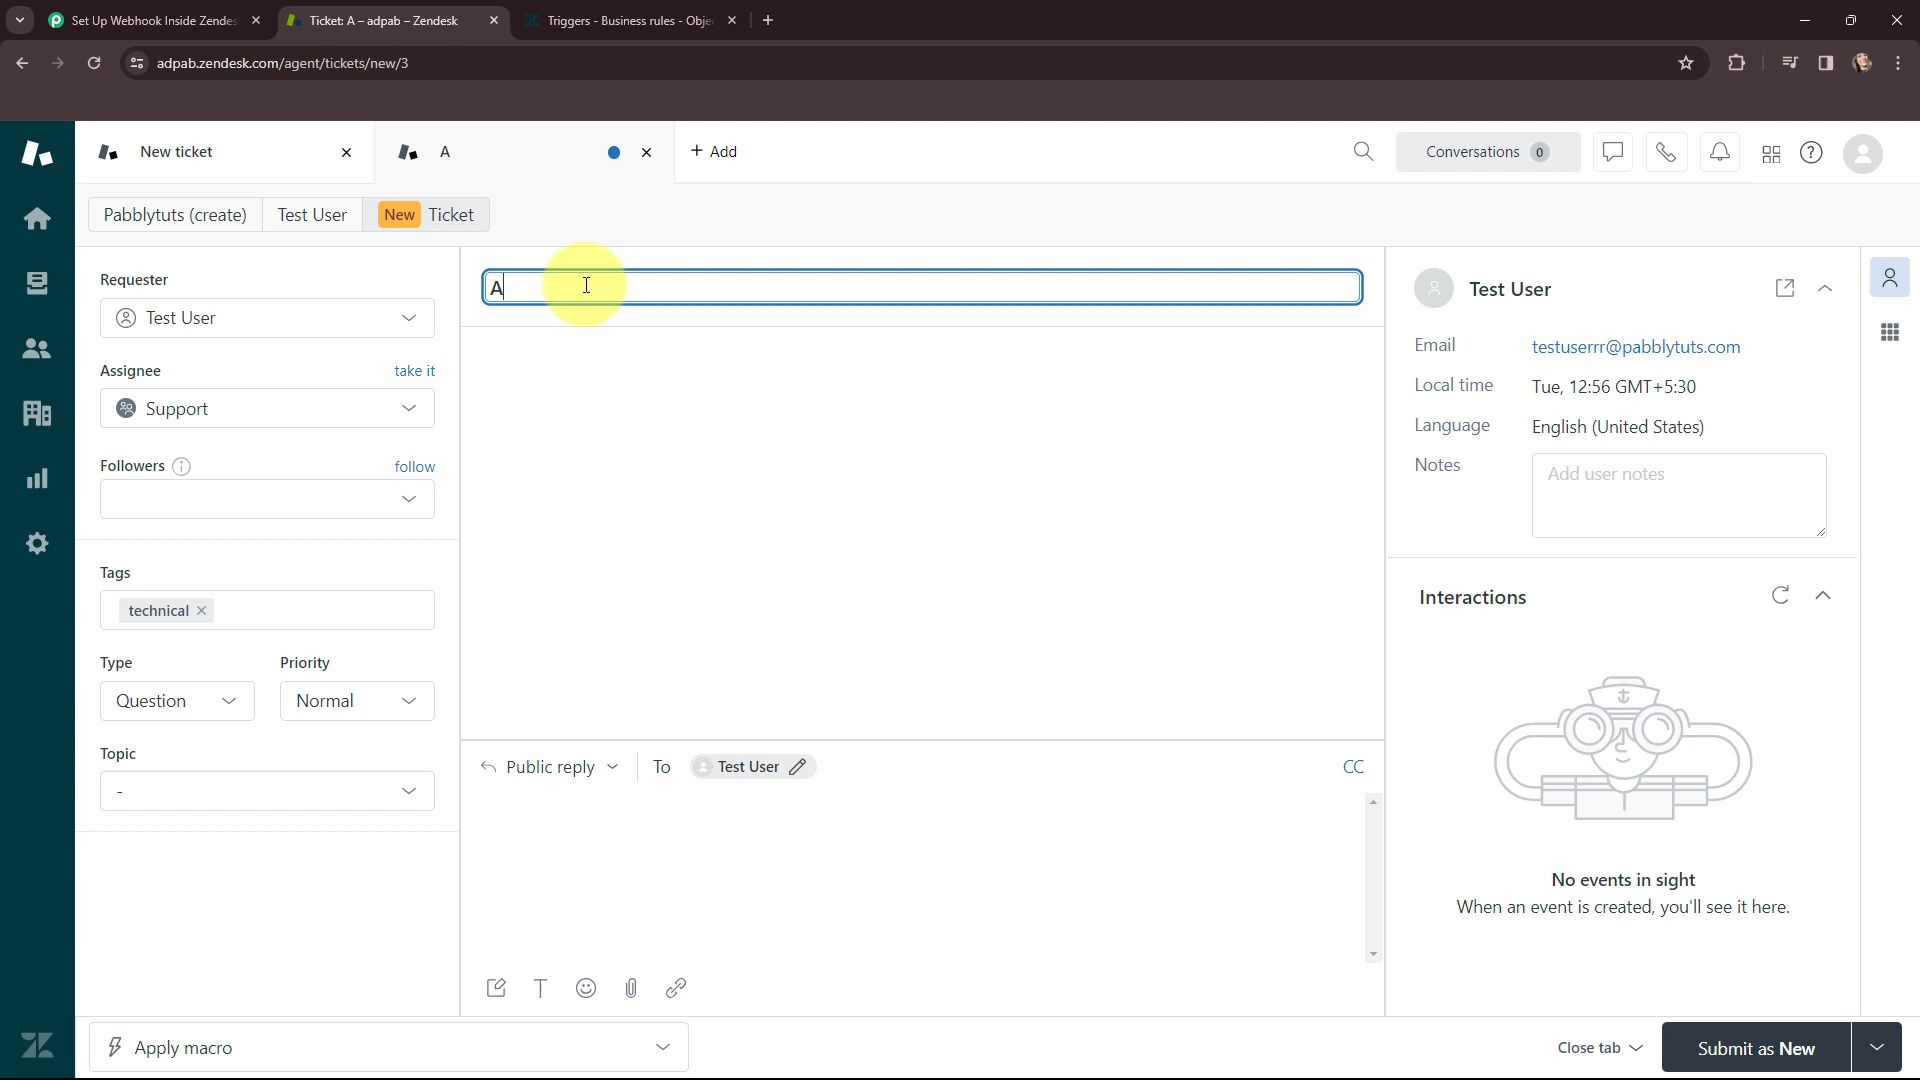 Set Up Webhook Inside Zendes
Ticket: A – adpab – Zendesk
Triggers - Business rules - Obje
adpab.zendesk.com/agent/tickets/new/3
New ticket
A
+ Add
Conversations 0
Pabblytuts (create)
Test User
New Ticket
Requester
Test User
Assignee
take it
Support
Followers
follow
Tags
technical
Type
Priority
Question
Normal
Topic
-
A
Public reply
To
Test User
CC
Test User
Email
testuserrr@pabblytuts.com
Local time
Tue, 12:56 GMT+5:30
Language
English (United States)
Notes
Add user notes
Interactions
No events in sight
When an event is created, you'll see it here.
Apply macro
Close tab
Submit as New